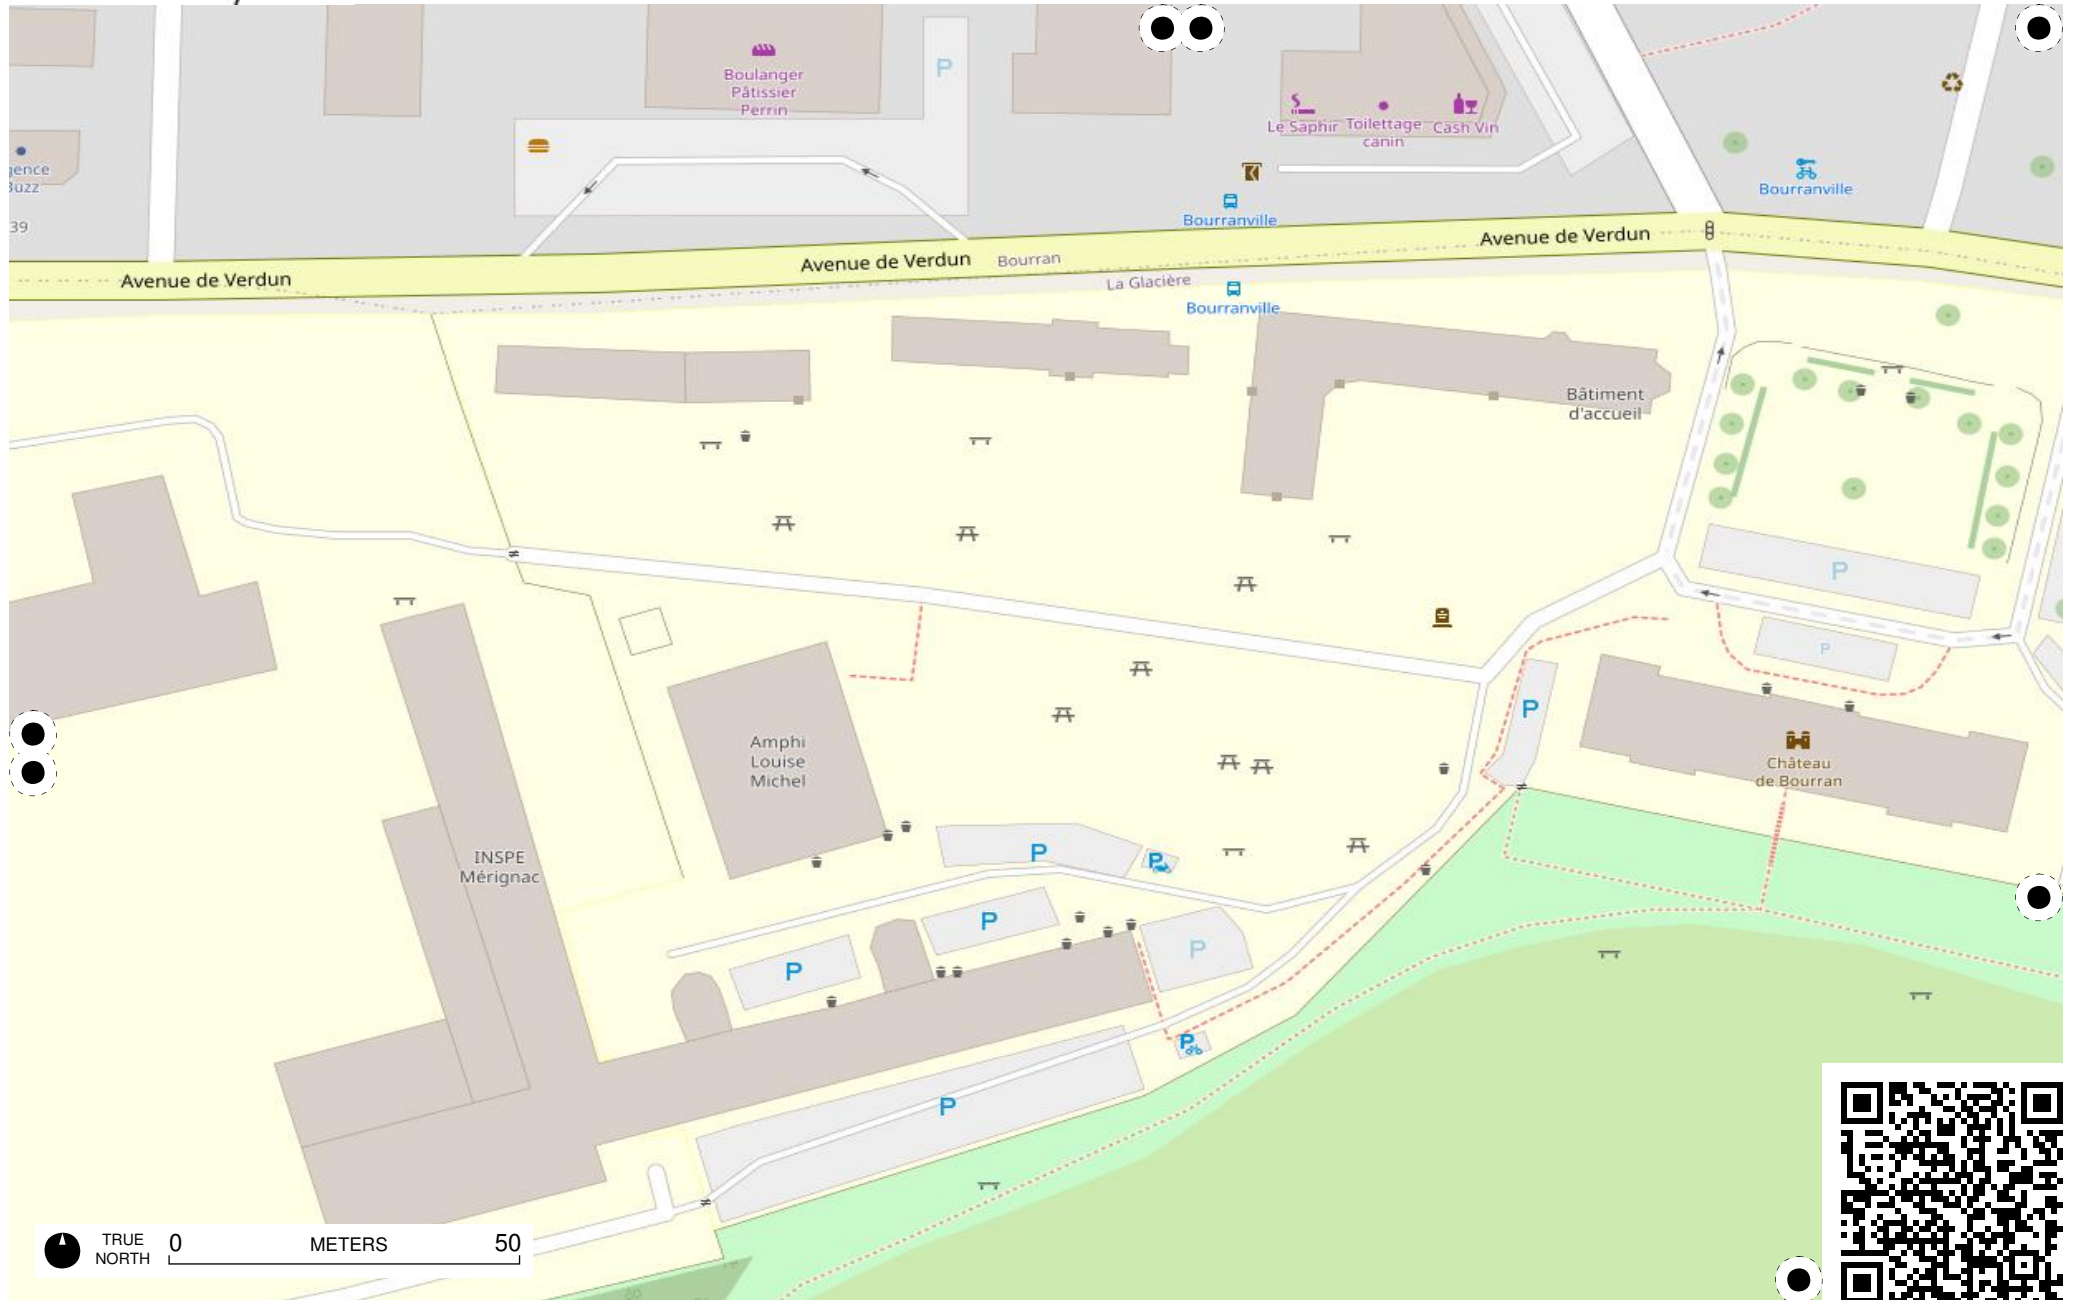 Boulanger
Pâtissier
Perrin
P
Le Saphir
Toilettage
canin
Cash Vin
Bourranville
Bourranville
39
Avenue de Verdun
Avenue de Verdun
Bourran
Avenue de Verdun
La Glacière
Bourranville
Bâtiment
d'accueil
P
P
P
Amphi
Louise
Michel
Château
de Bourran
INSPE
Mérignac
P
P
P
P
P
P
P
TRUE
NORTH
0
METERS
50